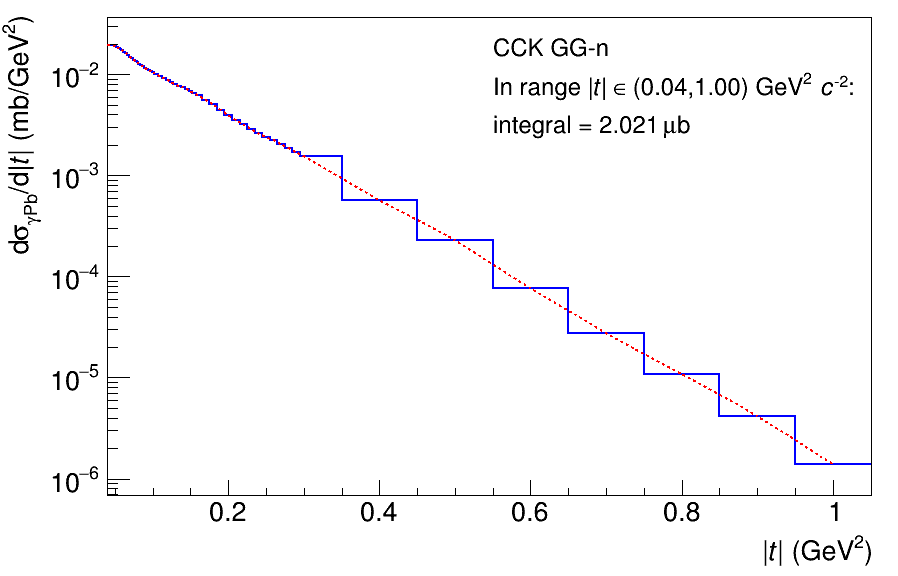 CCK GG-n
In range |t| ∈ (0.04,1.00) GeV² c⁻²:
integral = 2.021 μb
dσ_γPb/d|t| (mb/GeV²)
10⁻²
10⁻³
10⁻⁴
10⁻⁵
10⁻⁶
0.2 0.4 0.6 0.8 1
|t| (GeV²)